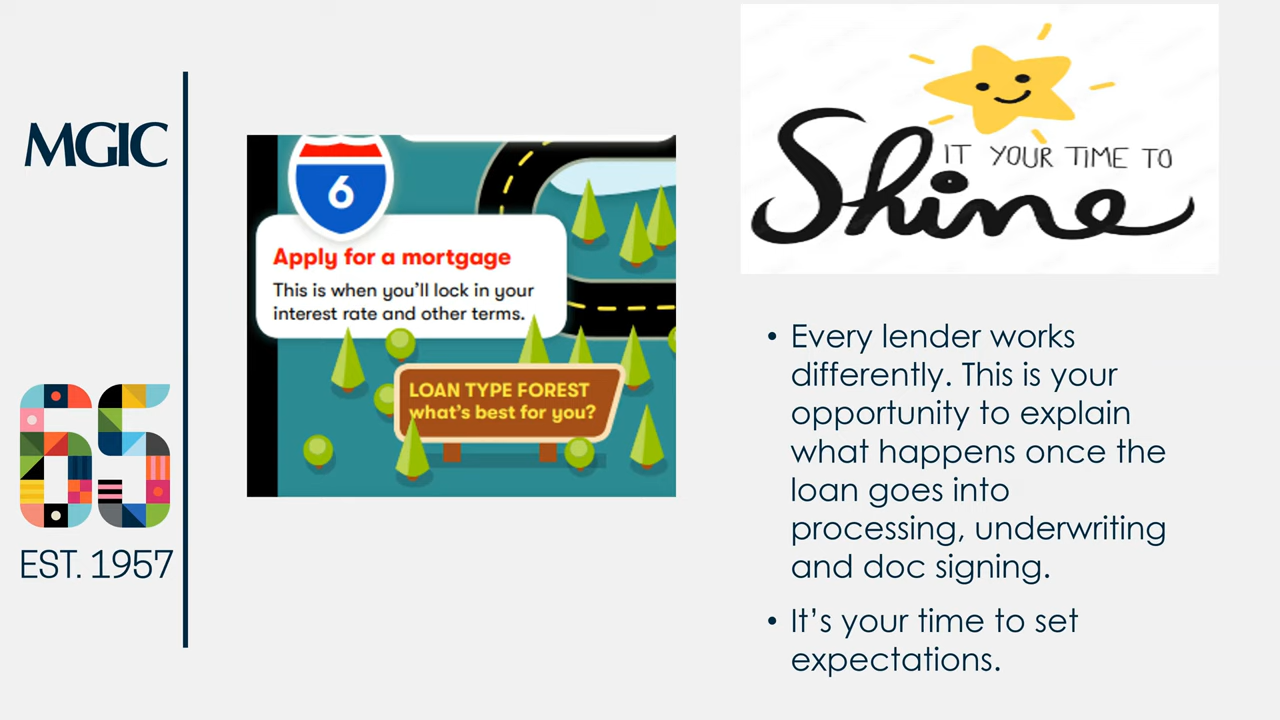 MGIC
65
EST. 1957
6
Apply for a mortgage
This is when you'll lock in your
interest rate and other terms.
LOAN TYPE FOREST
what's best for you?
IT YOUR TIME TO
Shine
• Every lender works
differently. This is your
opportunity to explain
what happens once the
loan goes into
processing, underwriting
and doc signing.
• It's your time to set
expectations.